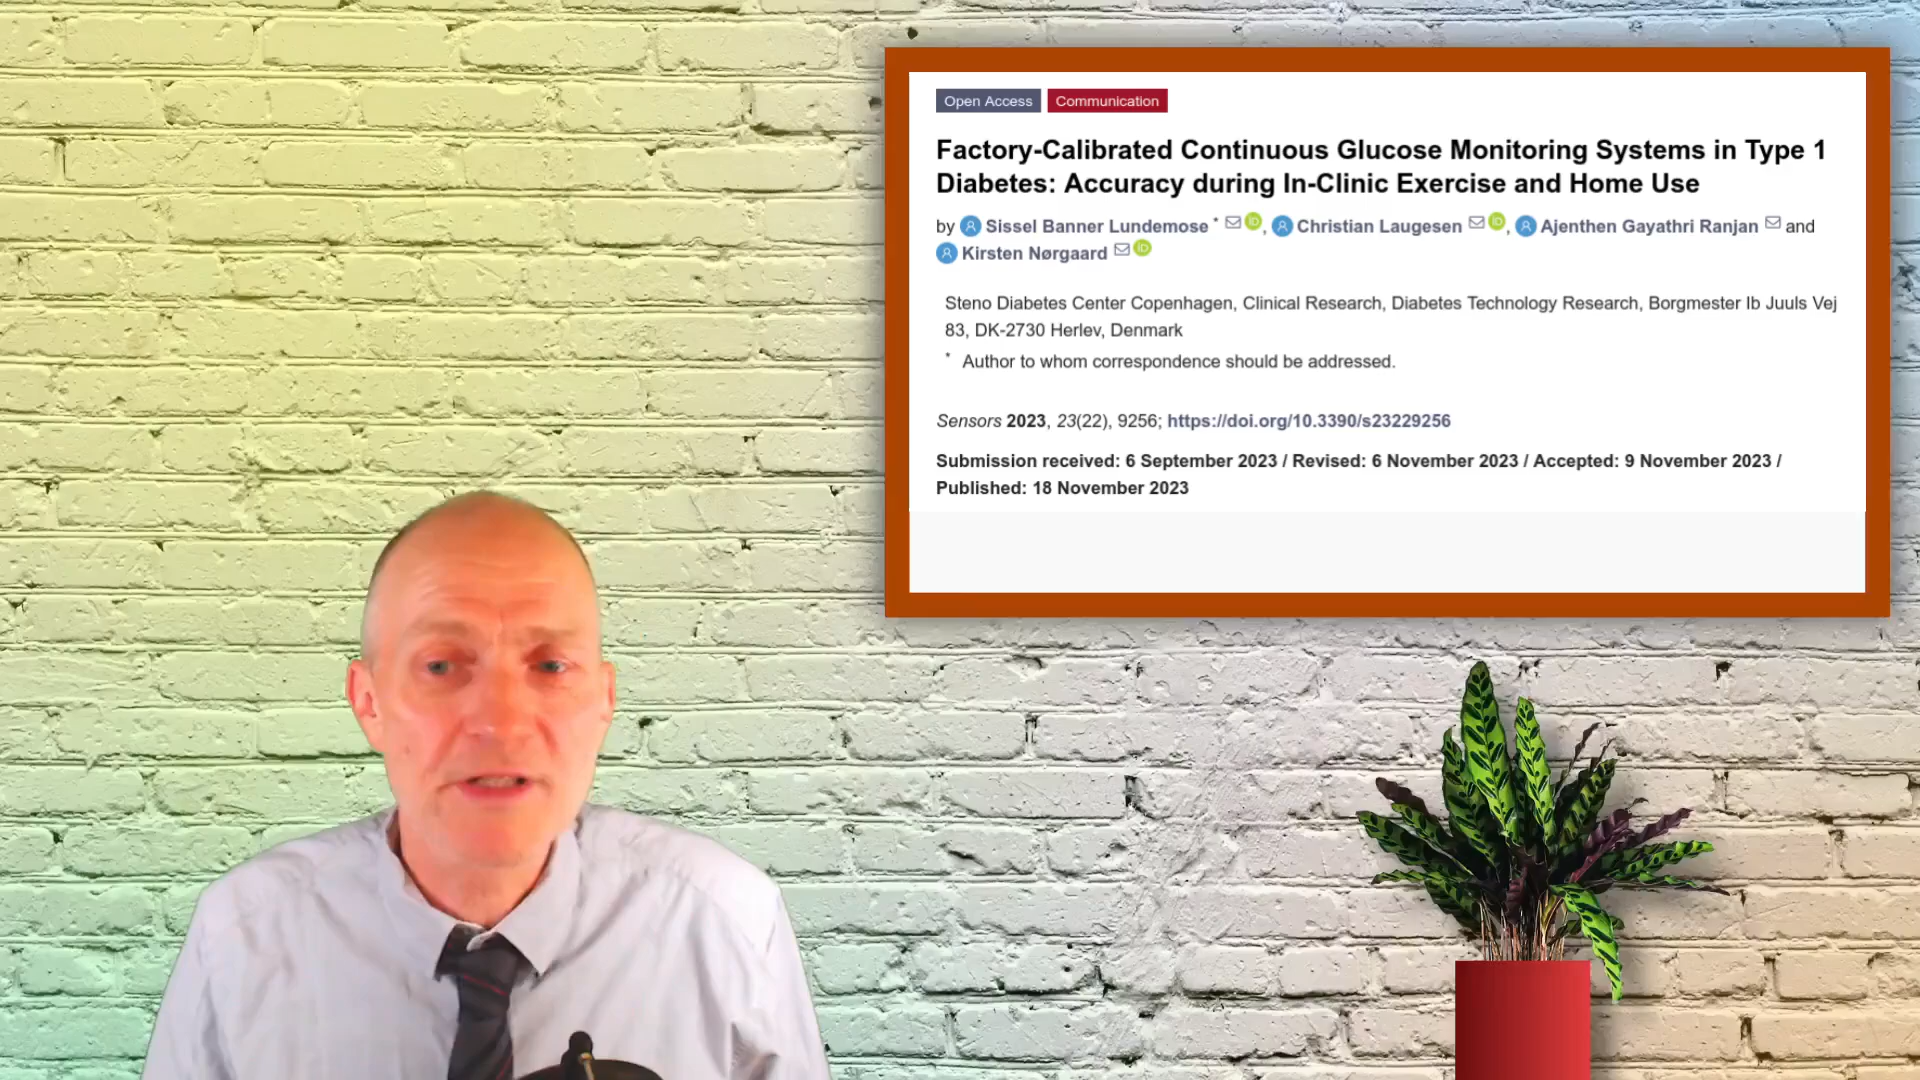 Open Access Communication
Factory-Calibrated Continuous Glucose Monitoring Systems in Type 1
Diabetes: Accuracy during In-Clinic Exercise and Home Use
by Sissel Banner Lundemose *, Christian Laugesen, Ajenthen Gayathri Ranjan and
Kirsten Nørgaard
Steno Diabetes Center Copenhagen, Clinical Research, Diabetes Technology Research, Borgmester Ib Juuls Vej
83, DK-2730 Herlev, Denmark
* Author to whom correspondence should be addressed.
Sensors 2023, 23(22), 9256; https://doi.org/10.3390/s23229256
Submission received: 6 September 2023 / Revised: 6 November 2023 / Accepted: 9 November 2023 /
Published: 18 November 2023